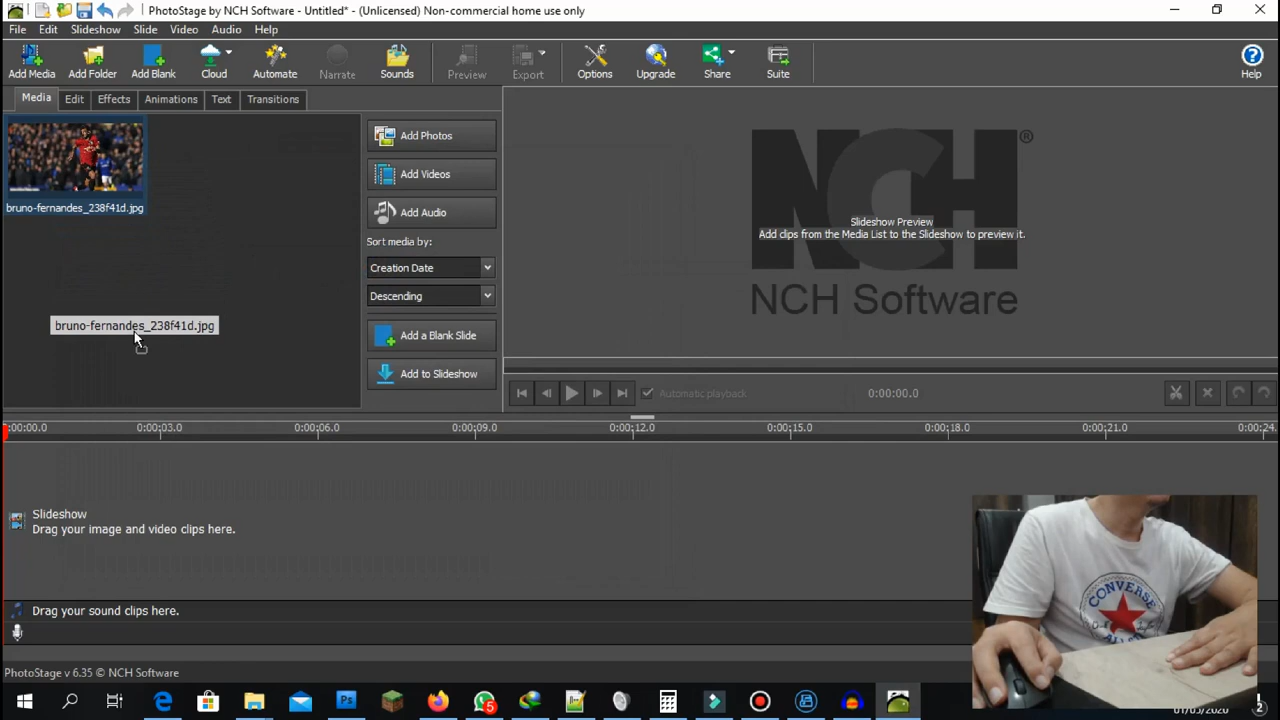 PhotoStage by NCH Software - Untitled* - (Unlicensed) Non-commercial home use only
File Edit Slideshow Slide Video Audio Help
Add Media Add Folder Add Blank Cloud Automate Narrate Sounds Preview Export Options Upgrade Share Suite Help
Media Edit Effects Animations Text Transitions
bruno-fernandes_238f41d.jpg
bruno-fernandes_238f41d.jpg
Add Photos
Add Videos
Add Audio
Sort media by:
Creation Date
Descending
Add a Blank Slide
Add to Slideshow
NCH ®
Slideshow Preview
Add clips from the Media List to the Slideshow to preview it.
NCH Software
Automatic playback 0:00:00.0
0:00:00.0 0:00:03.0 0:00:06.0 0:00:09.0 0:00:12.0 0:00:15.0 0:00:18.0 0:00:21.0 0:00:24.
Slideshow
Drag your image and video clips here.
Drag your sound clips here.
CONVERSE
PhotoStage v 6.35 © NCH Software
5
Ps
2